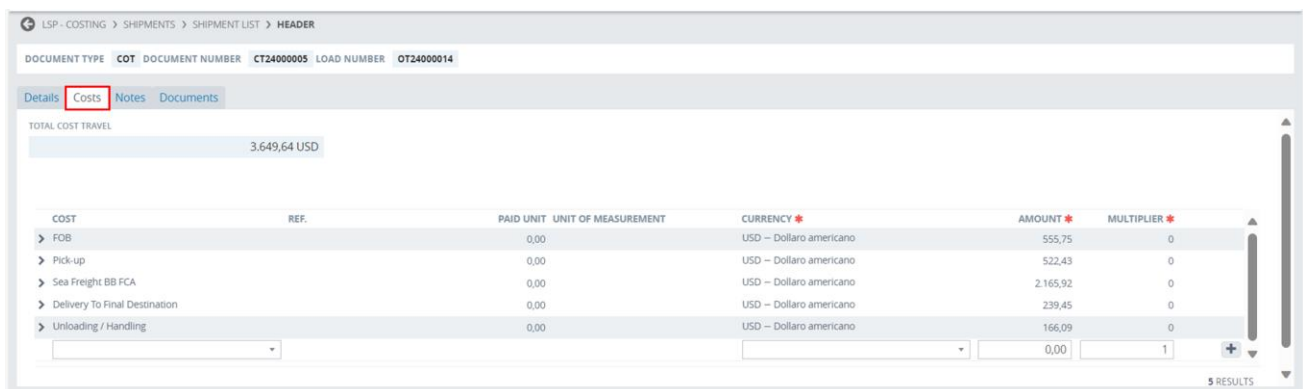 LSP - COSTING > SHIPMENTS > SHIPMENT LIST > HEADER
DOCUMENT TYPE COT DOCUMENT NUMBER CT24000005 LOAD NUMBER OT24000014
Details Costs Notes Documents
TOTAL COST TRAVEL
3.649,64 USD
COST REF. PAID UNIT UNIT OF MEASUREMENT CURRENCY * AMOUNT * MULTIPLIER *
> FOB 0,00 USD – Dollaro americano 555,75 0
> Pick-up 0,00 USD – Dollaro americano 522,43 0
> Sea Freight BB FCA 0,00 USD – Dollaro americano 2.165,92 0
> Delivery To Final Destination 0,00 USD – Dollaro americano 239,45 0
> Unloading / Handling 0,00 USD – Dollaro americano 166,09 0
0,00 1 +
5 RESULTS